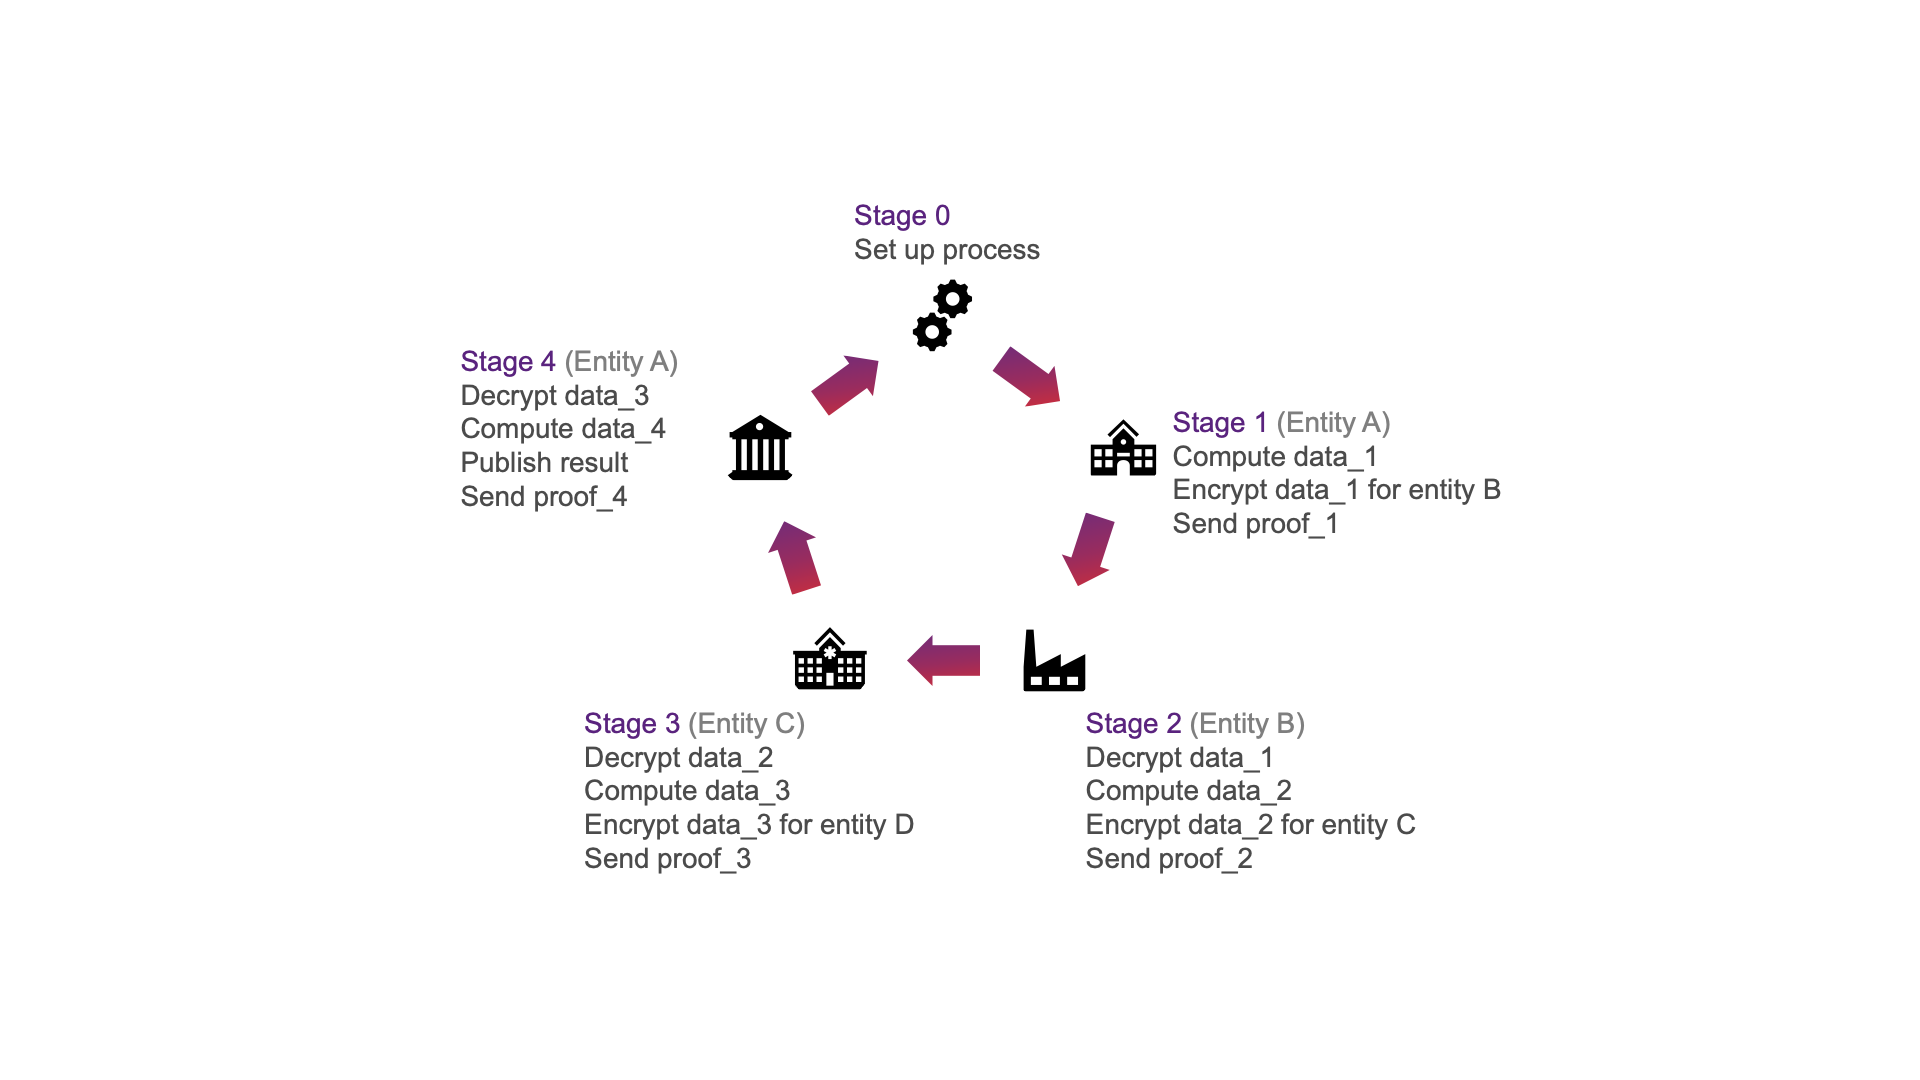 Stage 0
Set up process
Stage 1 (Entity A)
Compute data_1
Encrypt data_1 for entity B
Send proof_1
Stage 2 (Entity B)
Decrypt data_1
Compute data_2
Encrypt data_2 for entity C
Send proof_2
Stage 3 (Entity C)
Decrypt data_2
Compute data_3
Encrypt data_3 for entity D
Send proof_3
Stage 4 (Entity A)
Decrypt data_3
Compute data_4
Publish result
Send proof_4